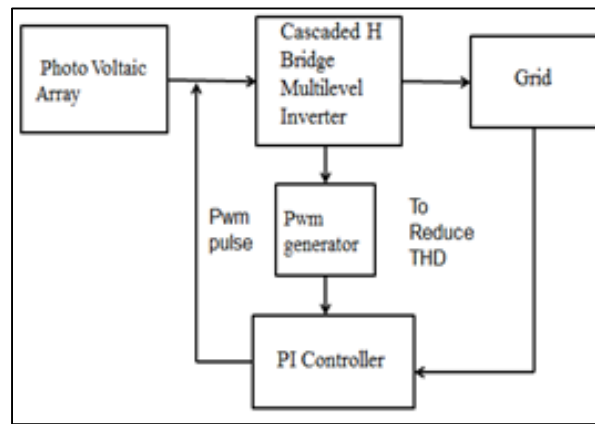 Photo Voltaic
Array
Cascaded H
Bridge
Multilevel
Inverter
Grid
Pwm
pulse
Pwm
generator
To
Reduce
THD
PI Controller